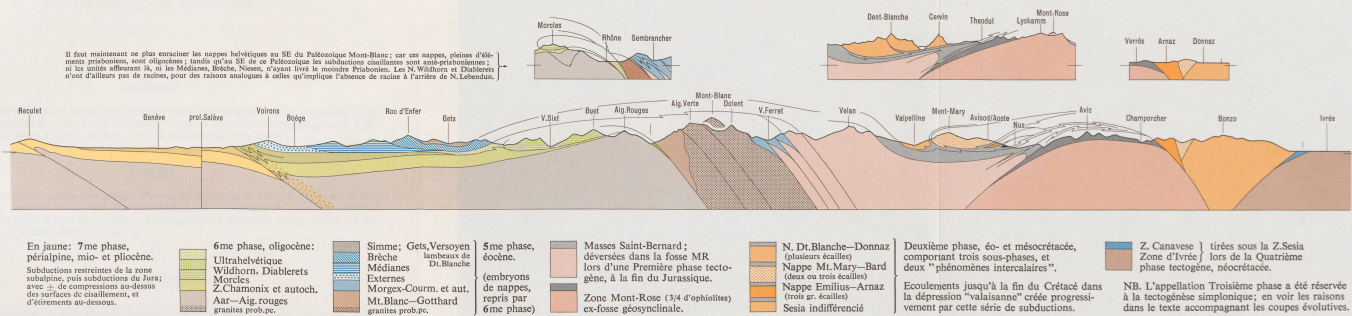 Il faut maintenant ne plus enraciner les nappes helvétiques au SE du Paléozoique Mont-Blanc; car ces nappes, pleines d'élé-
ments priaboniens, sont oligocènes; tandis qu'au SE de ce Paléozoique les subductions cisaillantes sont anté-priaboniennes;
ni les unités affleurant là, ni les Médianes, Brèche, Niesen, n'ayant livré le moindre Priabonien. Les N.Wildhorn et Diablerets
n'ont d'ailleurs pas de racines, pour des raisons analogues à celles qu'implique l'absence de racine à l'arrière de N. Lebendun.
Morcles
Rhône
Sembrancher
Dent-Blanche
Cervin
Theodul
Lyskamm
Mont-Rose
Verrès
Arnaz
Donnaz
Reculet
Genève
prol.Salève
Voirons
Boëge
Roc d'Enfer
Gets
V.Sixt
Buet
Aig.Rouges
Aig.Verte
Mont-Blanc
Dolent
V.Ferret
Velan
Valpelline
Mont-Mary
Avisod/Aoste
Nus
Avic
Champorcher
Bonzo
Ivrée
En jaune: 7me phase,
périalpine, mio- et pliocène.
Subductions restreintes de la zone
subalpine, puis subductions du Jura;
avec ± de compressions au-dessus
des surfaces de cisaillement, et
d'étirements au-dessous.
6me phase, oligocène:
Ultrahelvétique
Wildhorn, Diablerets
Morcles
Z.Chamonix et autoch.
Aar—Aig.rouges
granites prob.pc.
Simme; Gets,Versoyen
Brèche
lambeaux de
Dt.Blanche
Médianes
Externes
Morgex-Courm. et aut.
Mt.Blanc—Gotthard
granites prob.pc.
5me phase,
éocène.
(embryons
de nappes,
repris par
6me phase)
Masses Saint-Bernard;
déversées dans la fosse MR
lors d'une Première phase tecto-
gène, à la fin du Jurassique.
Zone Mont-Rose (3/4 d'ophiolites)
ex-fosse géosynclinale.
N. Dt.Blanche—Donnaz
(plusieurs écailles)
Nappe Mt.Mary—Bard
(deux ou trois écailles)
Nappe Emilius—Arnaz
(trois gr. écailles)
Sesia indifférencié
Deuxième phase, éo- et mésocrétacée,
comportant trois sous-phases, et
deux "phénomènes intercalaires".
Ecoulements jusqu'à la fin du Crétacé dans
la dépression "valaisanne" créée progressi-
vement par cette série de subductions.
Z. Canavese
Zone d'Ivrée
tirées sous la Z.Sesia
lors de la Quatrième
phase tectogène, néocrétacée.
NB. L'appellation Troisième phase a été réservée
à la tectogenèse simplonique; en voir les raisons
dans le texte accompagnant les coupes évolutives.